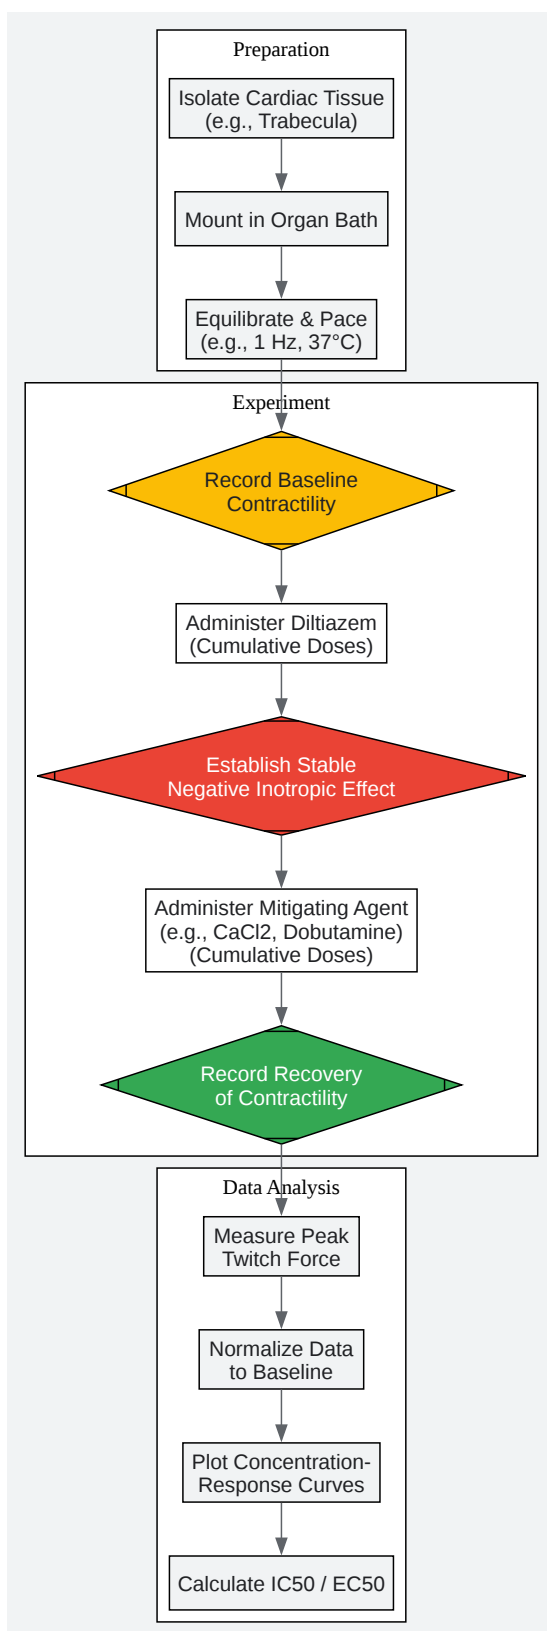 Preparation
Isolate Cardiac Tissue
(e.g., Trabecula)
Mount in Organ Bath
Equilibrate & Pace
(e.g., 1 Hz, 37°C)
Experiment
Record Baseline
Contractility
Administer Diltiazem
(Cumulative Doses)
Establish Stable
Negative Inotropic Effect
Administer Mitigating Agent
(e.g., CaCl2, Dobutamine)
(Cumulative Doses)
Record Recovery
of Contractility
Data Analysis
Measure Peak
Twitch Force
Normalize Data
to Baseline
Plot Concentration-
Response Curves
Calculate IC50 / EC50